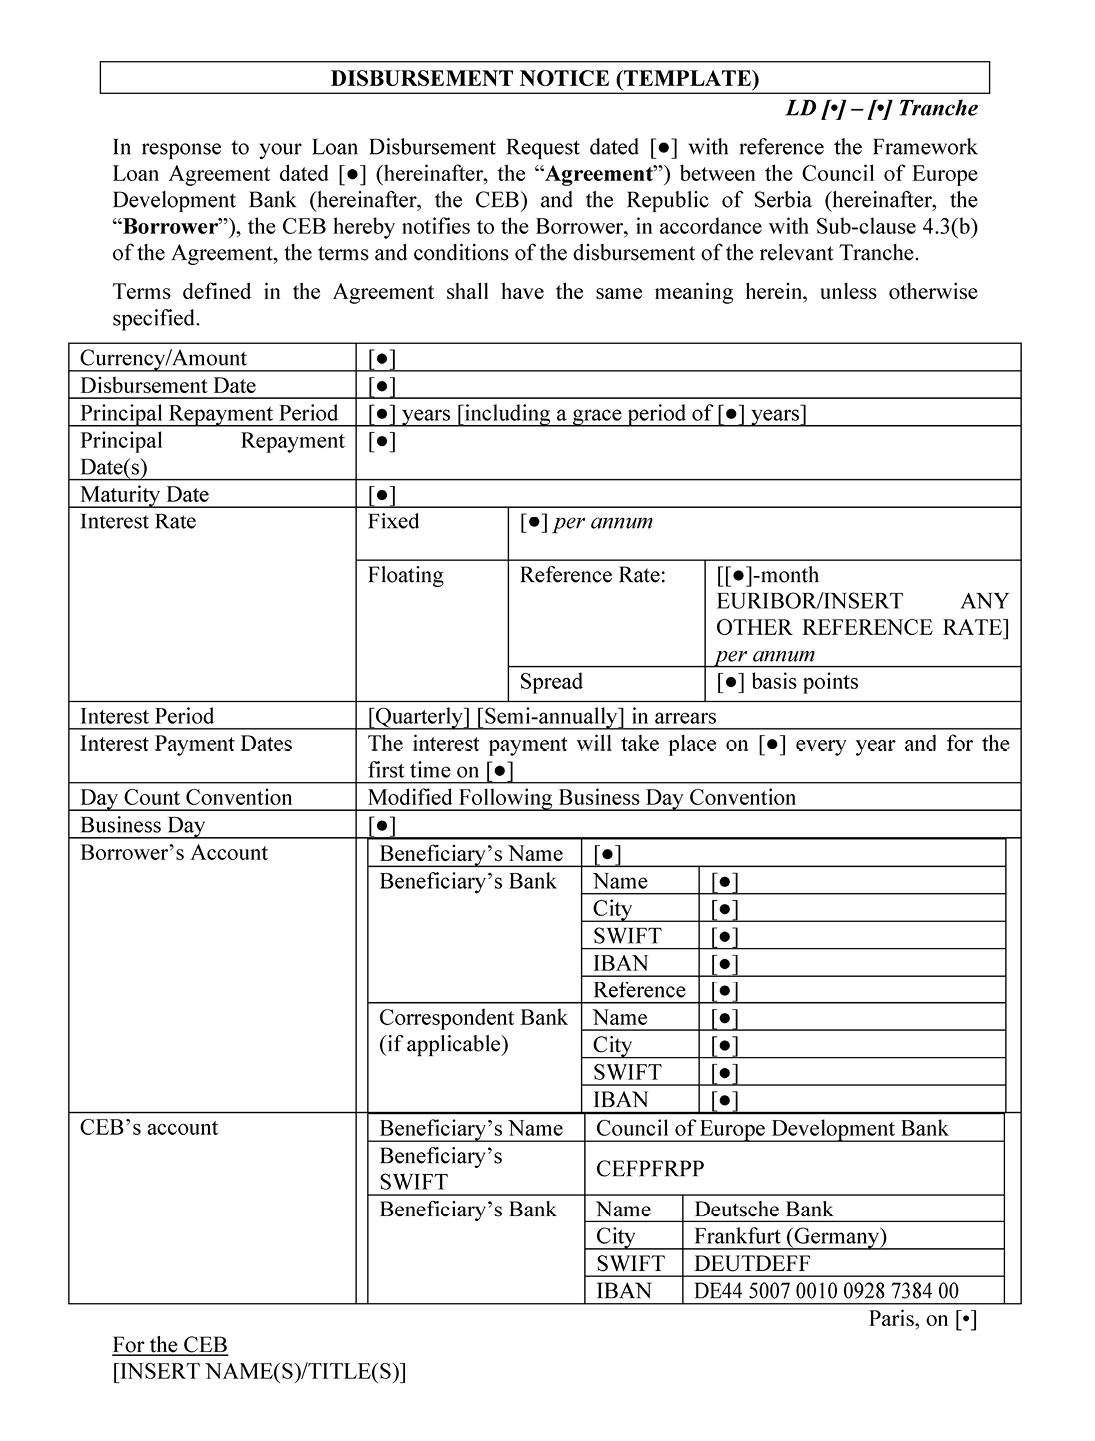 DISBURSEMENT NOTICE (TEMPLATE)
LD [•] – [•] Tranche
In response to your Loan Disbursement Request dated [●] with reference the Framework
Loan Agreement dated [●] (hereinafter, the “Agreement”) between the Council of Europe
Development Bank (hereinafter, the CEB) and the Republic of Serbia (hereinafter, the
“Borrower”), the CEB hereby notifies to the Borrower, in accordance with Sub-clause 4.3(b)
of the Agreement, the terms and conditions of the disbursement of the relevant Tranche.
Terms defined in the Agreement shall have the same meaning herein, unless otherwise
specified.
Currency/Amount [●]
Disbursement Date [●]
Principal Repayment Period [●] years [including a grace period of [●] years]
Principal Repayment [●]
Date(s)
Maturity Date [●]
Interest Rate Fixed [●] per annum
Floating Reference Rate: [[●]-month
EURIBOR/INSERT ANY
OTHER REFERENCE RATE]
per annum
Spread [●] basis points
Interest Period [Quarterly] [Semi-annually] in arrears
Interest Payment Dates The interest payment will take place on [●] every year and for the
first time on [●]
Day Count Convention Modified Following Business Day Convention
Business Day [●]
Borrower’s Account Beneficiary’s Name [●]
Beneficiary’s Bank Name [●]
City [●]
SWIFT [●]
IBAN [●]
Reference [●]
Correspondent Bank Name [●]
(if applicable) City [●]
SWIFT [●]
IBAN [●]
CEB’s account Beneficiary’s Name Council of Europe Development Bank
Beneficiary’s
SWIFT CEFPFRPP
Beneficiary’s Bank Name Deutsche Bank
City Frankfurt (Germany)
SWIFT DEUTDEFF
IBAN DE44 5007 0010 0928 7384 00
Paris, on [•]
For the CEB
[INSERT NAME(S)/TITLE(S)]